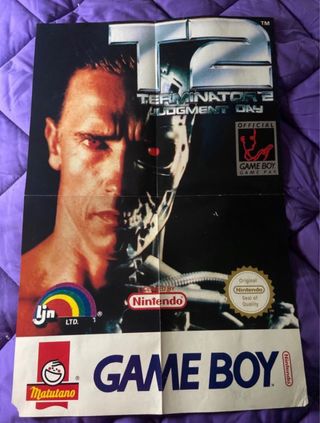 T2
TM
TERMINATOR 2
JUDGMENT DAY
OFFICIAL
GAME BOY
GAME PAK
ljn
LTD.
®
Nintendo
Original
Nintendo
Seal of
Quality
Matutano
®
GAME BOY
Nintendo